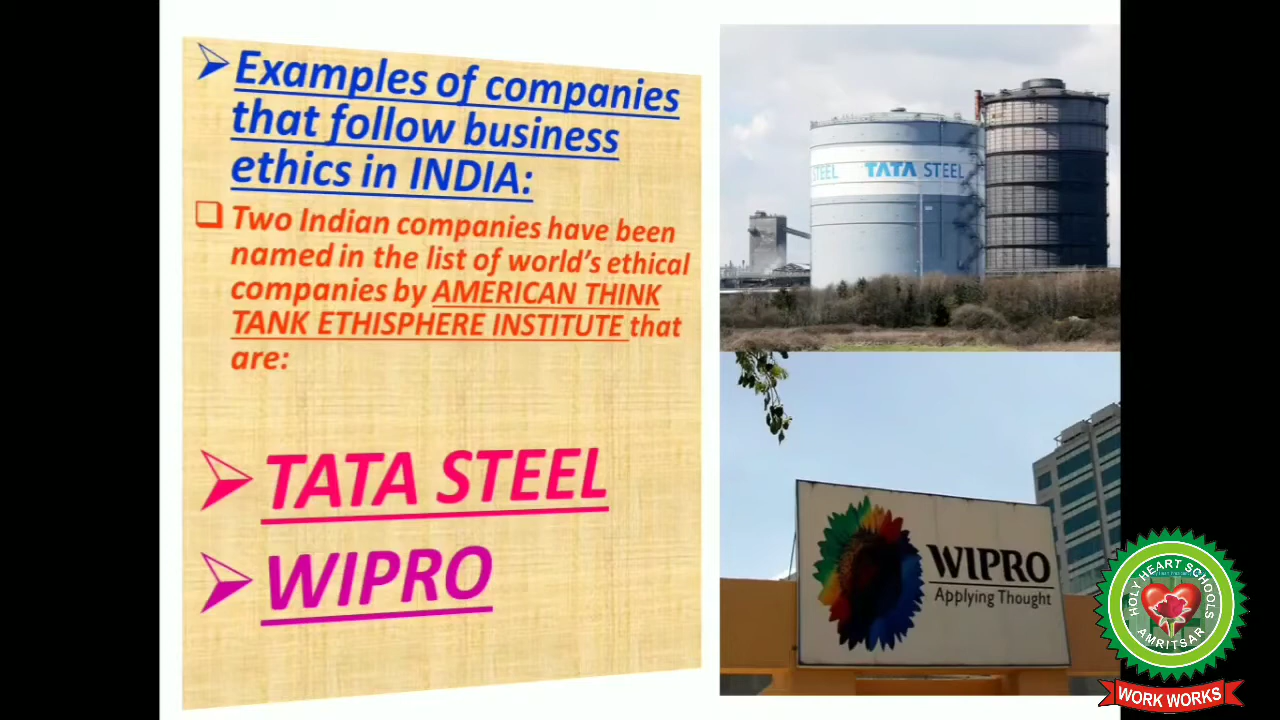 Examples of companies
that follow business
ethics in INDIA:
Two Indian companies have been
named in the list of world's ethical
companies by AMERICAN THINK
TANK ETHISPHERE INSTITUTE that
are:
TATA STEEL
WIPRO
STEEL TATA STEEL
WIPRO
Applying Thought
HOLY HEART SCHOOLS
AMRITSAR
WORK WORKS